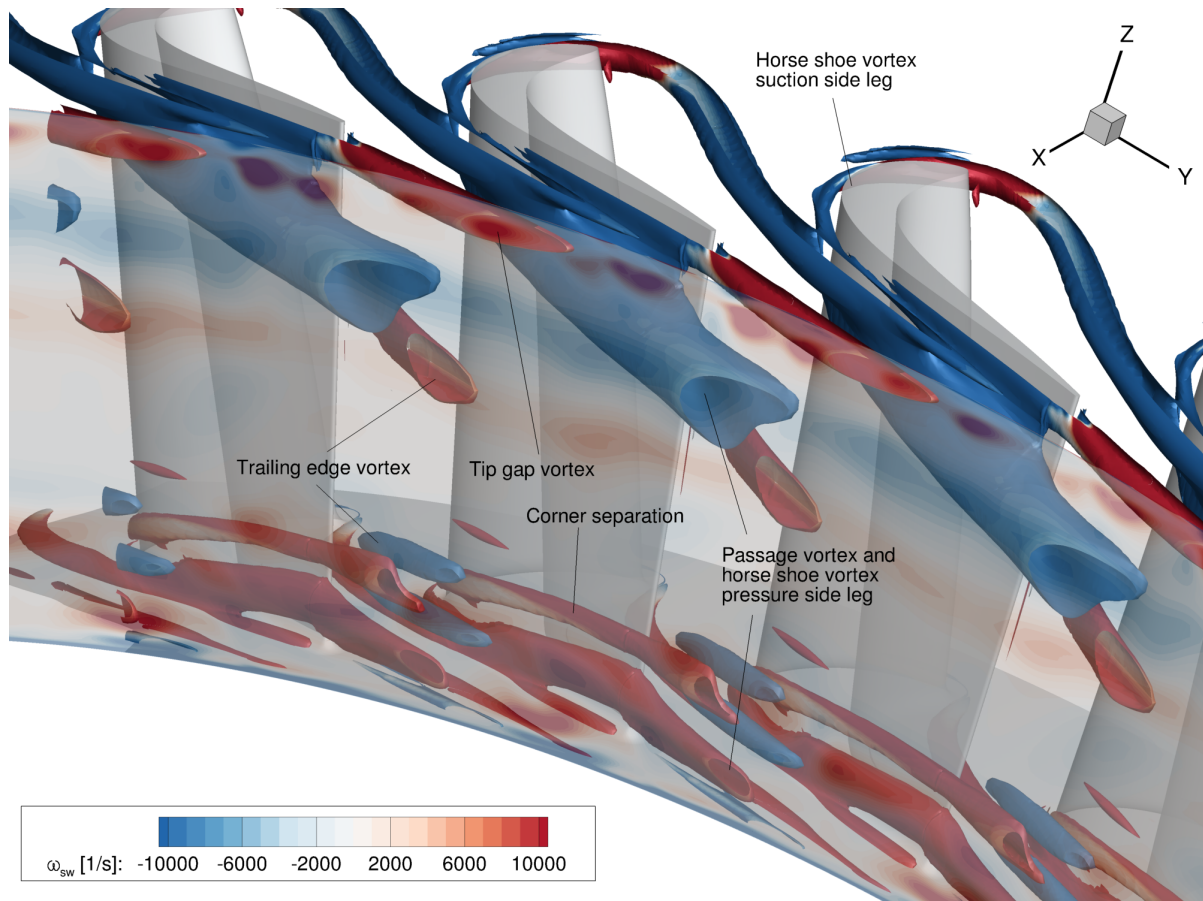 Horse shoe vortex
suction side leg
Z
X
Y
Trailing edge vortex
Tip gap vortex
Corner separation
Passage vortex and
horse shoe vortex
pressure side leg
ω_sw [1/s]: -10000 -6000 -2000 2000 6000 10000